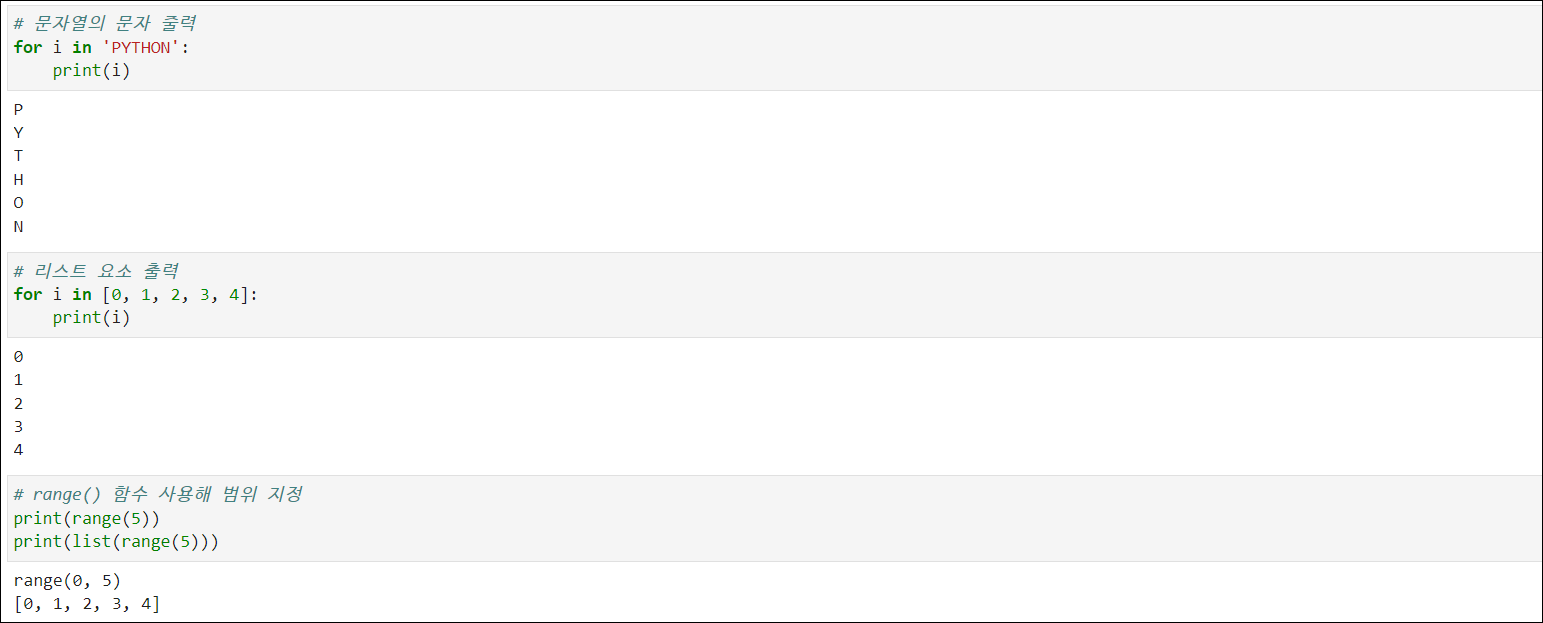 # 문자열의 문자 출력
for i in 'PYTHON':
    print(i)
P
Y
T
H
O
N
# 리스트 요소 출력
for i in [0, 1, 2, 3, 4]:
    print(i)
0
1
2
3
4
# range() 함수 사용해 범위 지정
print(range(5))
print(list(range(5)))
range(0, 5)
[0, 1, 2, 3, 4]